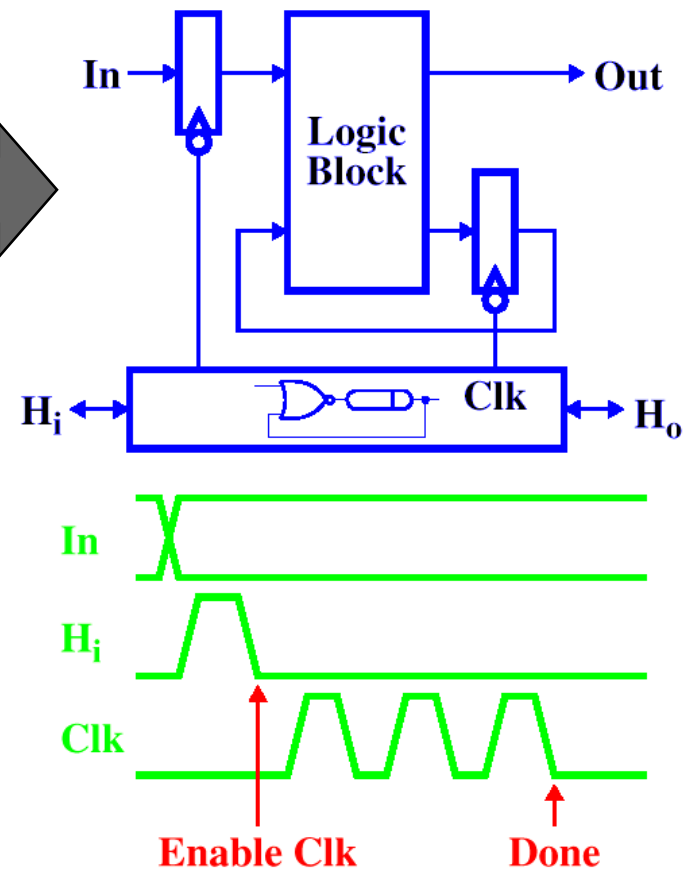 In
Out
Logic
Block
Clk
Hi
Ho
In
Hi
Clk
Enable Clk
Done